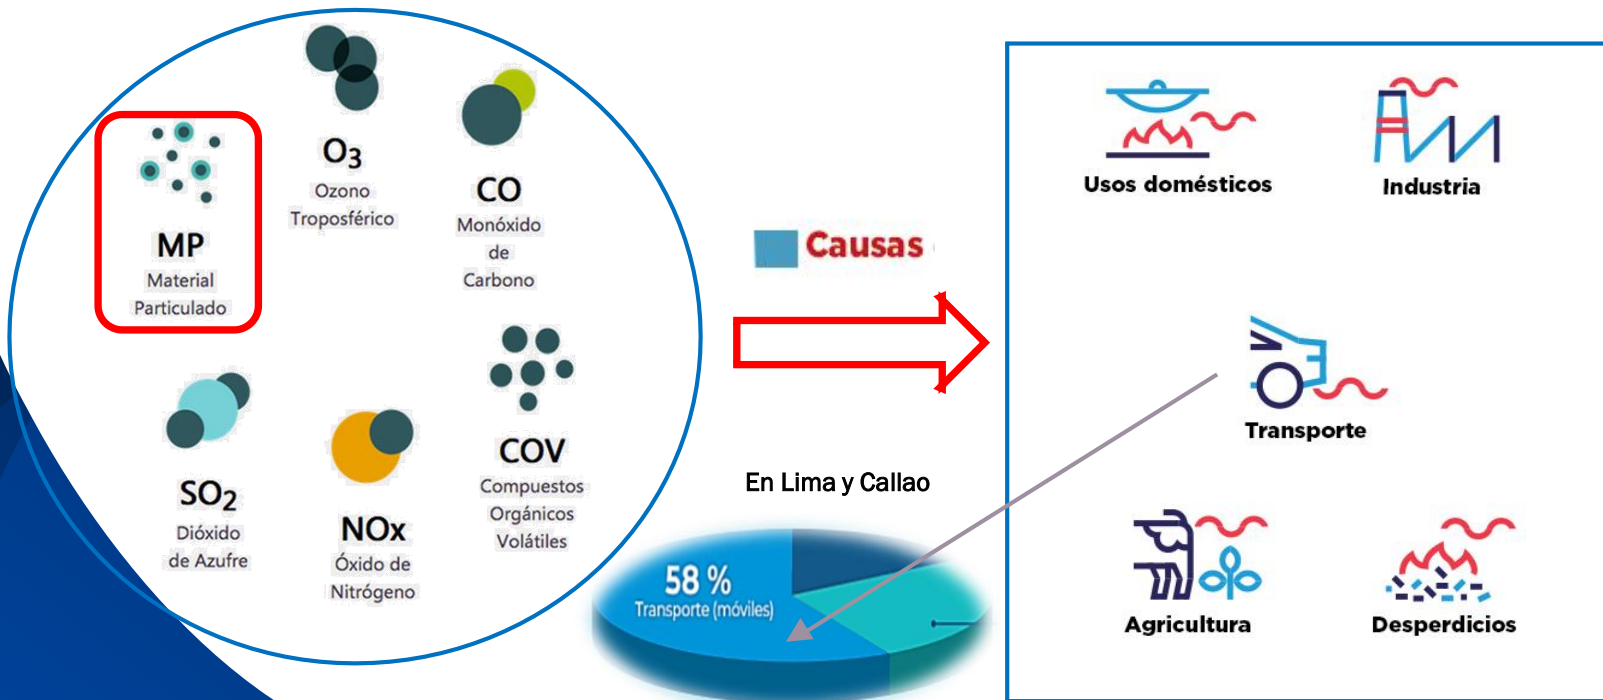 MP
Material
Particulado
O3
Ozono
Troposférico
CO
Monóxido
de
Carbono
SO2
Dióxido
de Azufre
NOx
Óxido de
Nitrógeno
COV
Compuestos
Orgánicos
Volátiles
Causas
En Lima y Callao
58 %
Transporte (móviles)
Usos domésticos
Industria
Transporte
Agricultura
Desperdicios